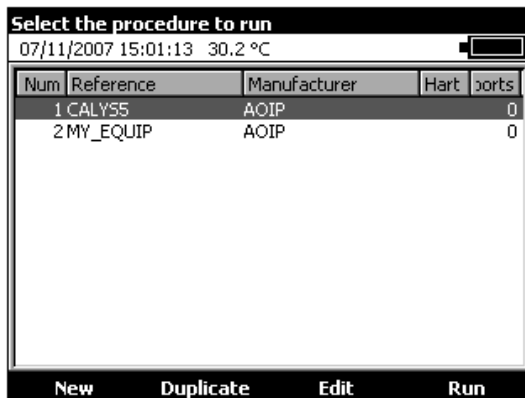 Select the procedure to run
07/11/2007 15:01:13 30.2 °C
Num Reference Manufacturer Hart ports
1 CALYS5 AOIP 0
2 MY_EQUIP AOIP 0
New Duplicate Edit Run